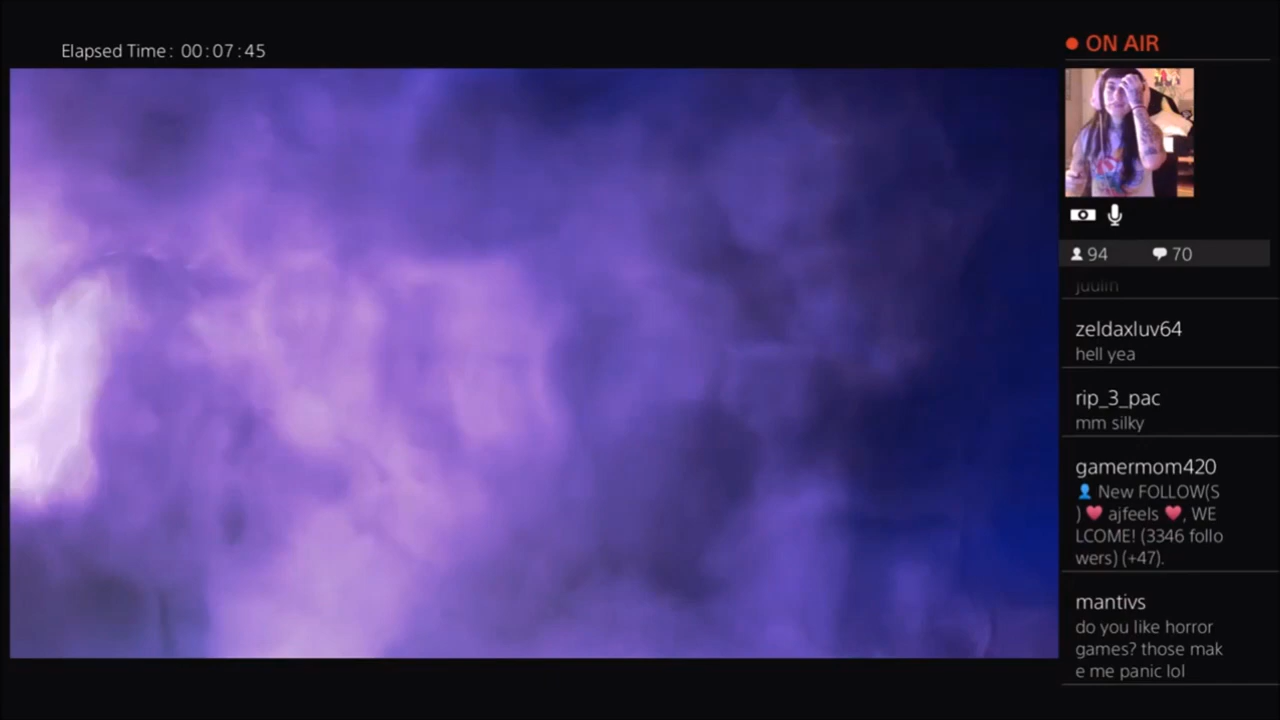 Elapsed Time: 00:07:45
ON AIR
94 70
juulin
zeldaxluv64
hell yea
rip_3_pac
mm silky
gamermom420
👤 New FOLLOW(S
)💗 ajfeels 💗, WE
LCOME! (3346 follo
wers) (+47).
mantivs
do you like horror
games? those mak
e me panic lol